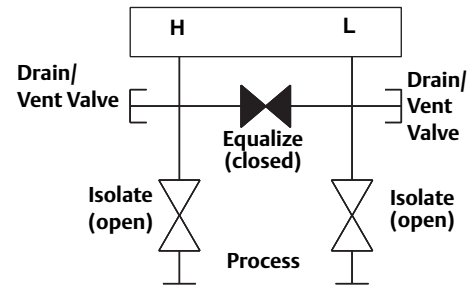 H
L
Drain/
Vent Valve
Drain/
Vent
Valve
Equalize
(closed)
Isolate
(open)
Isolate
(open)
Process